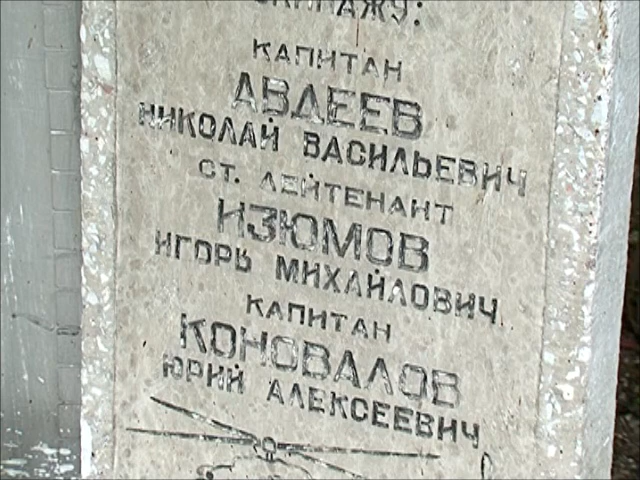 КАПИТАН
АВДЕЕВ
НИКОЛАЙ ВАСИЛЬЕВИЧ
СТ. ЛЕЙТЕНАНТ
ИЗЮМОВ
ИГОРЬ МИХАЙЛОВИЧ
КАПИТАН
КОНОВАЛОВ
ЮРИЙ АЛЕКСЕЕВИЧ